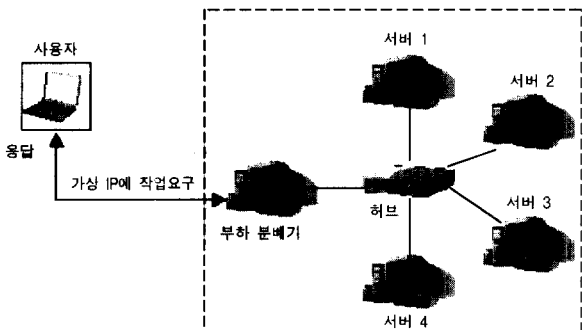 사용자
응답
가상 IP에 작업요구
부하 분배기
허브
서버 1
서버 2
서버 3
서버 4